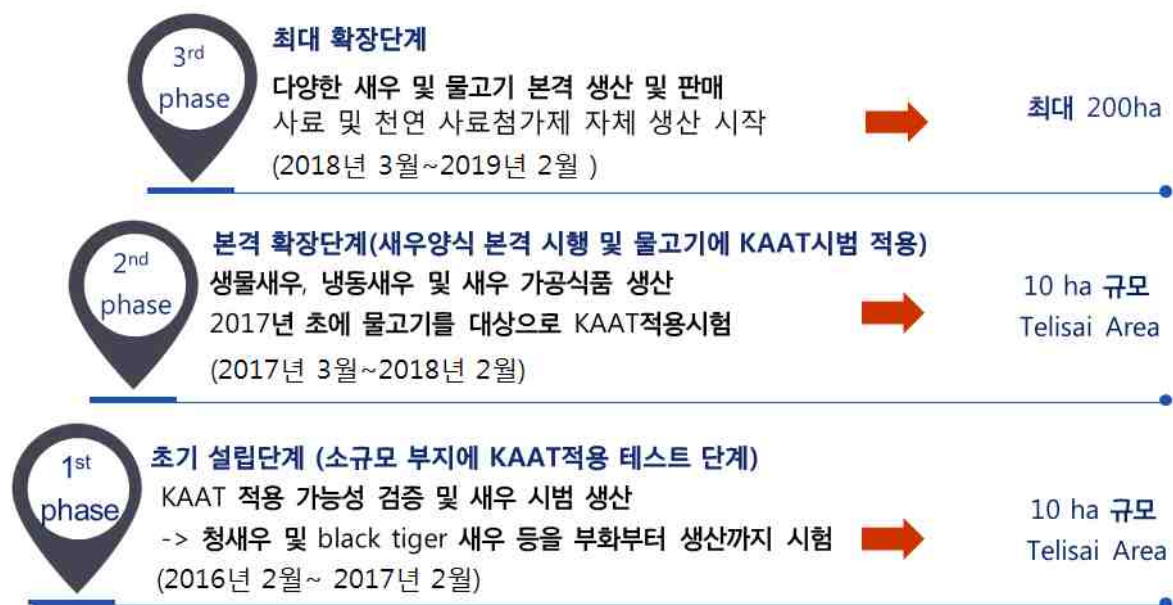 3rd
phase
최대 확장단계
다양한 새우 및 물고기 본격 생산 및 판매
사료 및 천연 사료첨가제 자체 생산 시작
(2018년 3월~2019년 2월 )
최대 200ha
2nd
phase
본격 확장단계(새우양식 본격 시행 및 물고기에 KAAT시범 적용)
생물새우, 냉동새우 및 새우 가공식품 생산
2017년 초에 물고기를 대상으로 KAAT적용시험
(2017년 3월~2018년 2월)
10 ha 규모
Telisai Area
1st
phase
초기 설립단계 (소규모 부지에 KAAT적용 테스트 단계)
KAAT 적용 가능성 검증 및 새우 시범 생산
-> 청새우 및 black tiger 새우 등을 부화부터 생산까지 시험
(2016년 2월~ 2017년 2월)
10 ha 규모
Telisai Area